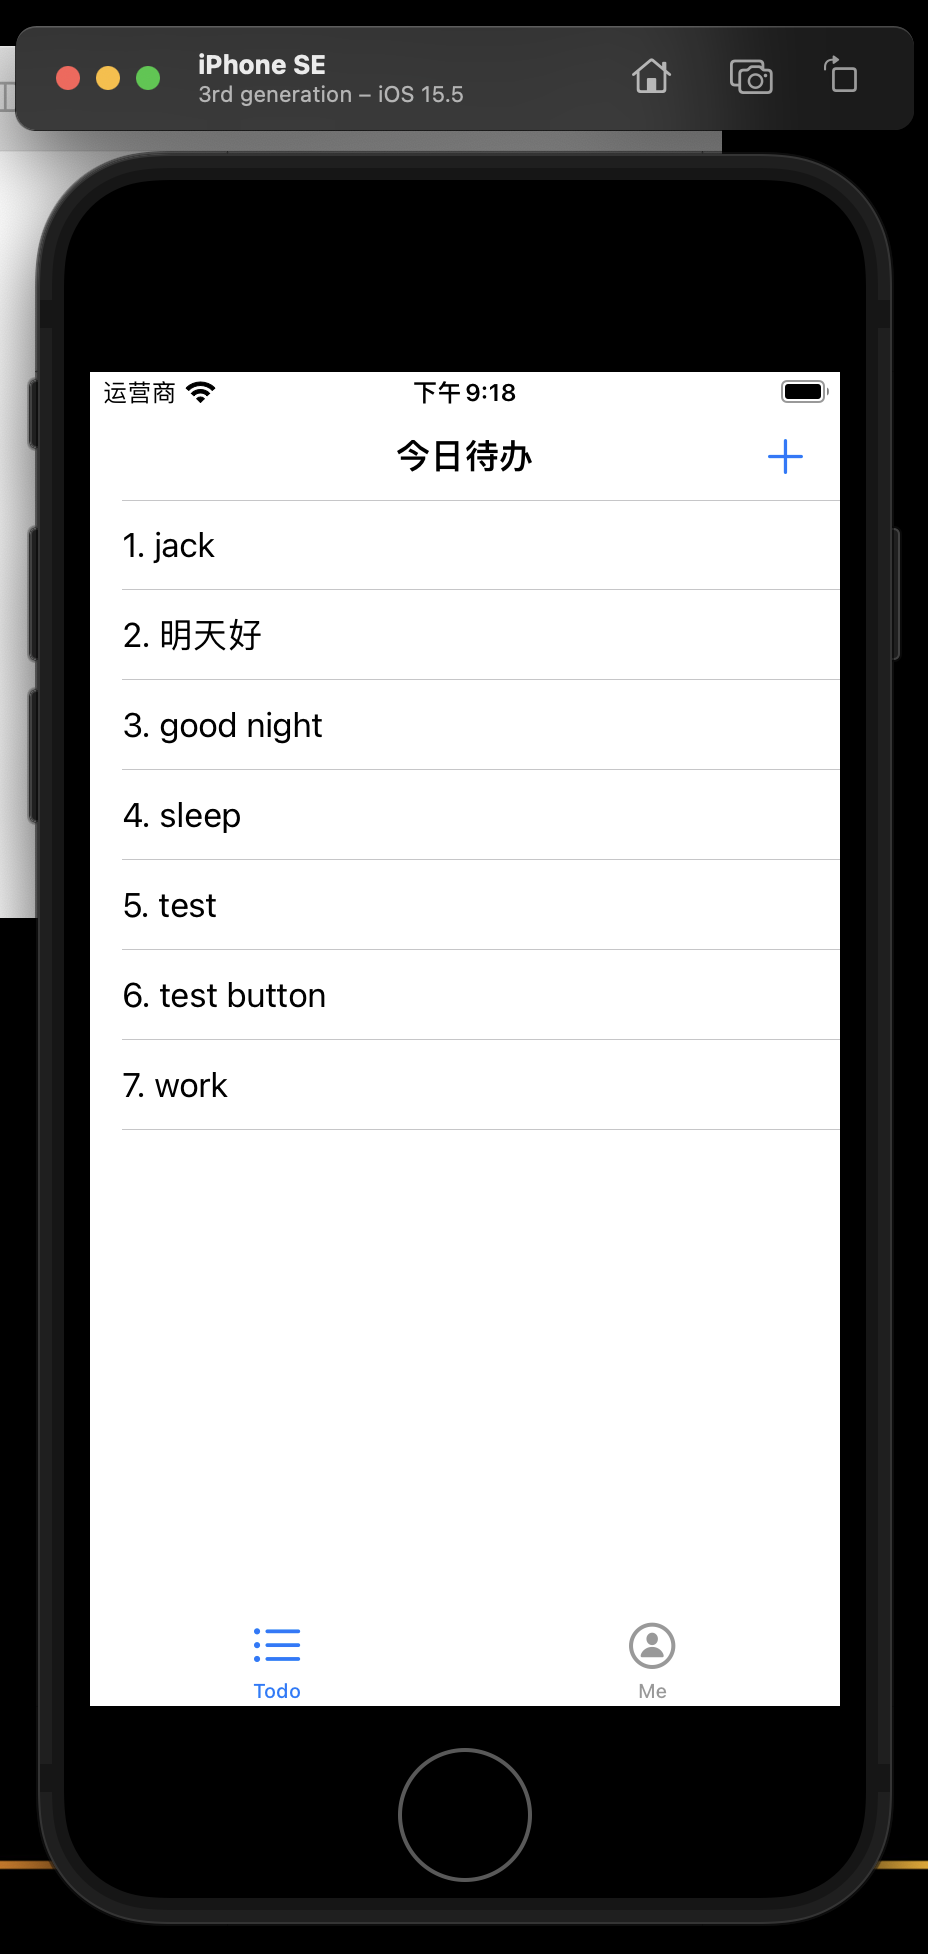 iPhone SE
3rd generation – iOS 15.5
运营商 下午 9:18
今日待办
1. jack
2. 明天好
3. good night
4. sleep
5. test
6. test button
7. work
Todo Me